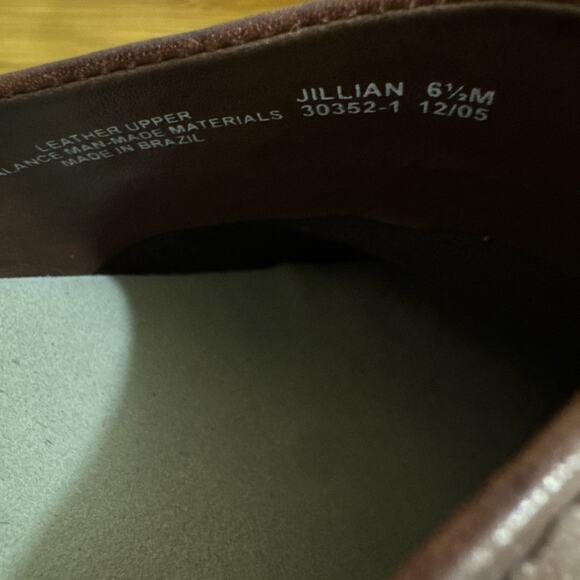 JILLIAN 6½M
30352-1 12/05
LEATHER UPPER
ALANCE MAN-MADE MATERIALS
MADE IN BRAZIL